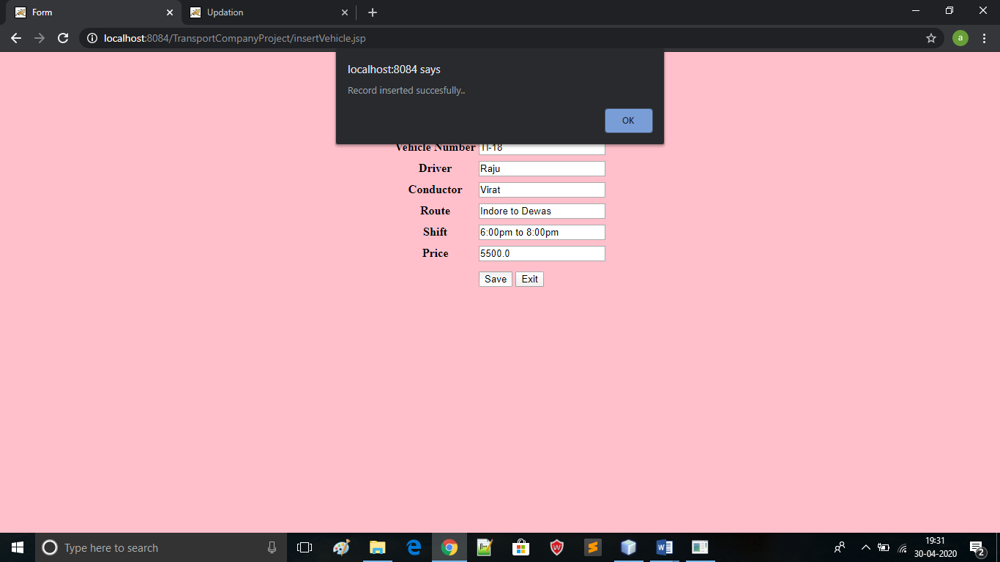 Form
Updation
localhost:8084/TransportCompanyProject/insertVehicle.jsp
a
localhost:8084 says
Record inserted succesfully..
OK
Vehicle Number
Driver Raju
Conductor Virat
Route Indore to Dewas
Shift 6:00pm to 8:00pm
Price 5500.0
Save Exit
Type here to search
19:31
30-04-2020
2